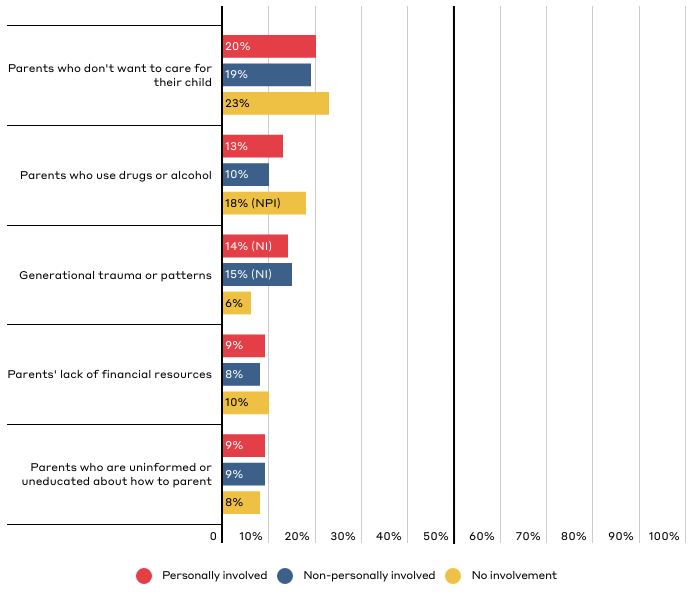 20%
Parents who don't want to care for
their child
19%
23%
13%
Parents who use drugs or alcohol
10%
18% (NPI)
14% (NI)
Generational trauma or patterns
15% (NI)
6%
9%
Parents' lack of financial resources
8%
10%
9%
Parents who are uninformed or
uneducated about how to parent
9%
8%
0 10% 20% 30% 40% 50% 60% 70% 80% 90% 100%
Personally involved Non-personally involved No involvement